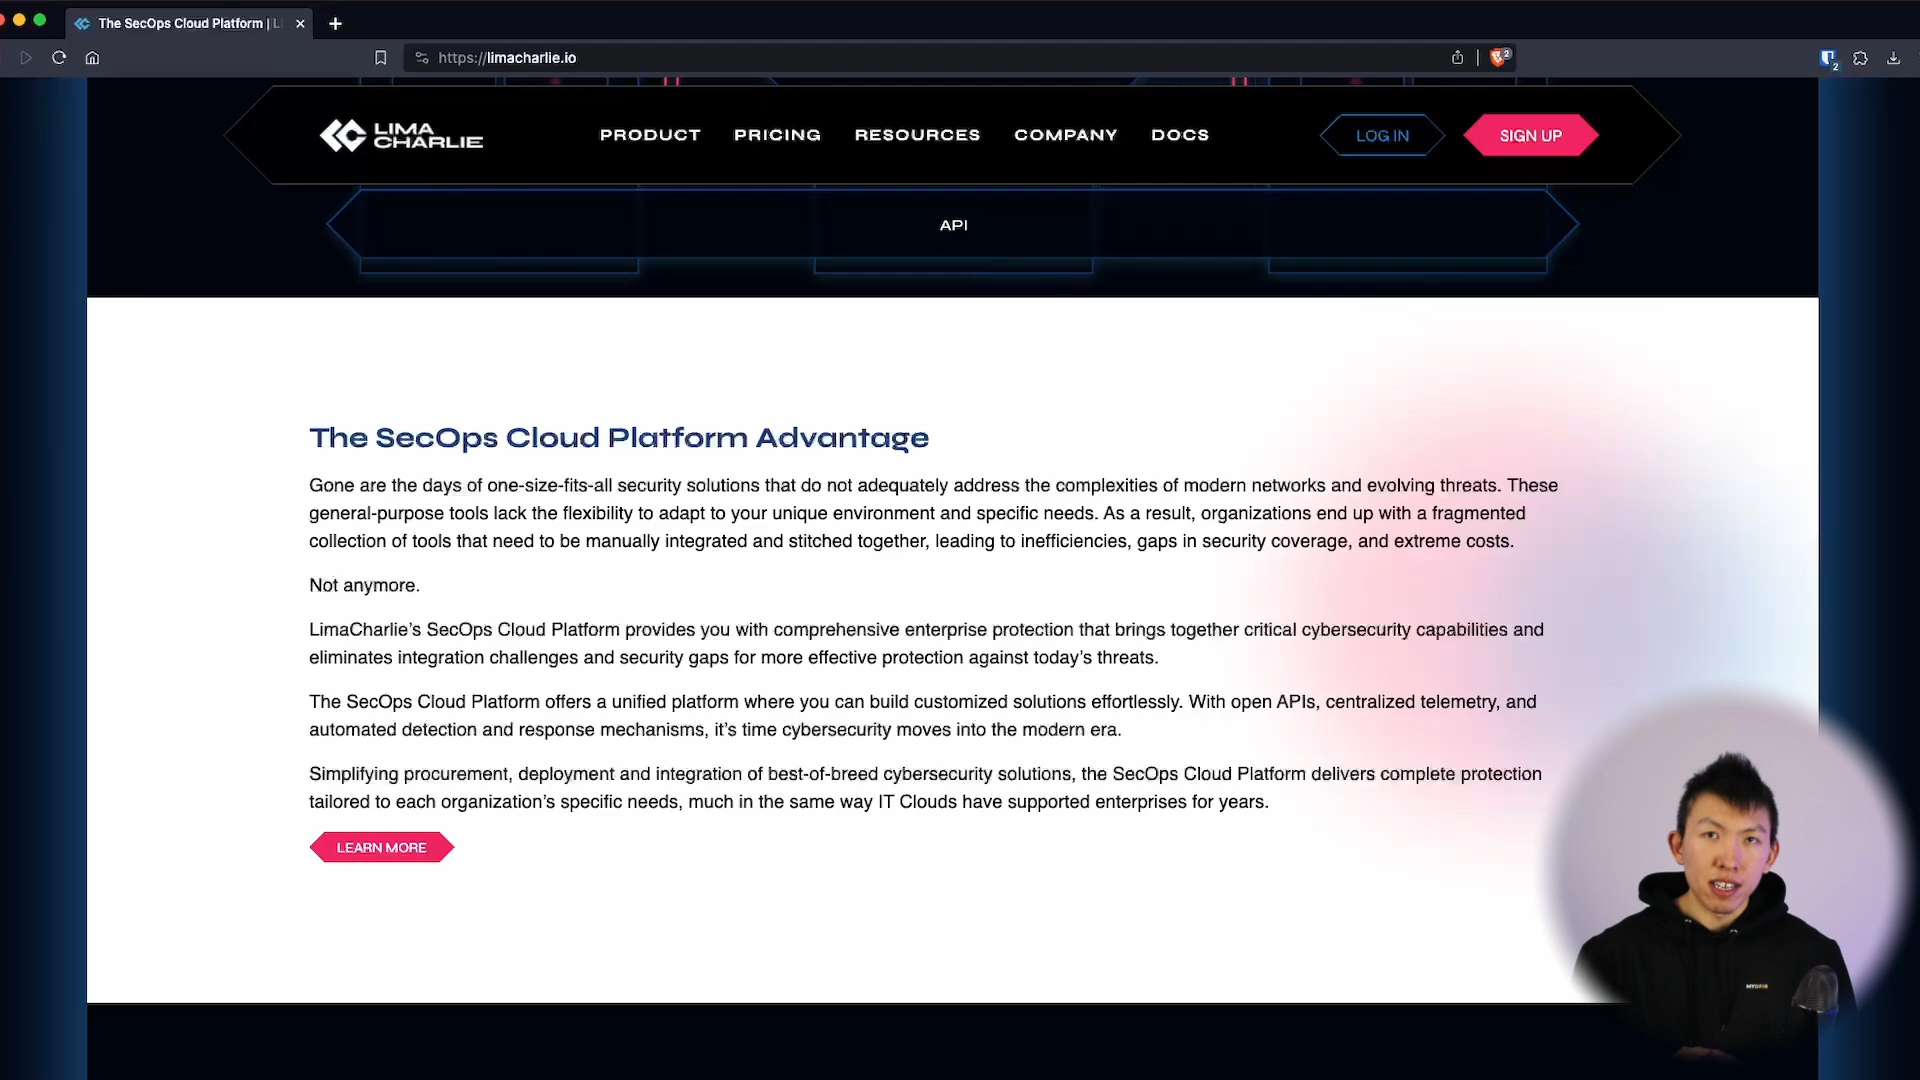 The SecOps Cloud Platform | L
2
https://limacharlie.io
2
LIMA
CHARLIE
PRODUCT
PRICING
RESOURCES
COMPANY
DOCS
LOG IN
SIGN UP
API
The SecOps Cloud Platform Advantage
Gone are the days of one-size-fits-all security solutions that do not adequately address the complexities of modern networks and evolving threats. These
general-purpose tools lack the flexibility to adapt to your unique environment and specific needs. As a result, organizations end up with a fragmented
collection of tools that need to be manually integrated and stitched together, leading to inefficiencies, gaps in security coverage, and extreme costs.
Not anymore.
LimaCharlie’s SecOps Cloud Platform provides you with comprehensive enterprise protection that brings together critical cybersecurity capabilities and
eliminates integration challenges and security gaps for more effective protection against today’s threats.
The SecOps Cloud Platform offers a unified platform where you can build customized solutions effortlessly. With open APIs, centralized telemetry, and
automated detection and response mechanisms, it’s time cybersecurity moves into the modern era.
Simplifying procurement, deployment and integration of best-of-breed cybersecurity solutions, the SecOps Cloud Platform delivers complete protection
tailored to each organization’s specific needs, much in the same way IT Clouds have supported enterprises for years.
LEARN MORE
MYDFIR